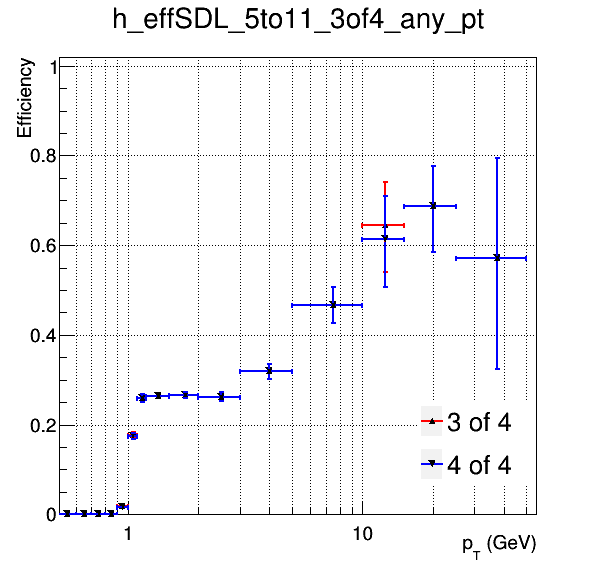 h_effSDL_5to11_3of4_any_pt
Efficiency
1
0.8
0.6
0.4
0.2
0
1
10
3 of 4
4 of 4
p_T (GeV)